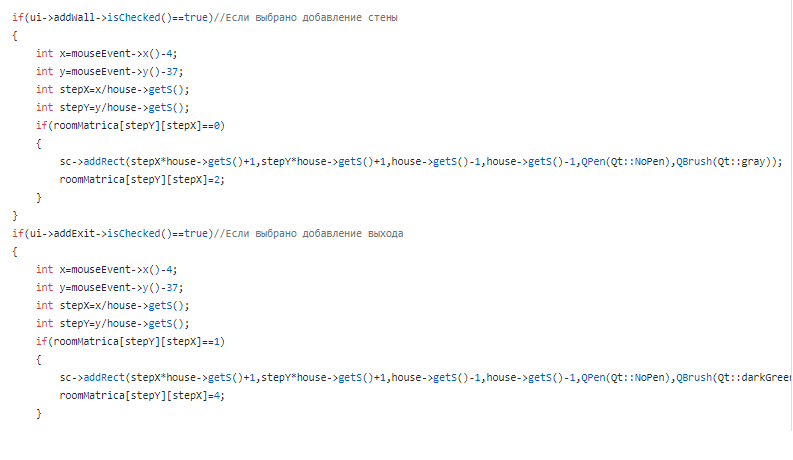 if(ui->addWall->isChecked()==true)//Если выбрано добавление стены
{
int x=mouseEvent->x()-4;
int y=mouseEvent->y()-37;
int stepX=x/house->getS();
int stepY=y/house->getS();
if(roomMatrica[stepY][stepX]==0)
{
sc->addRect(stepX*house->getS()+1,stepY*house->getS()+1,house->getS()-1,house->getS()-1,QPen(Qt::NoPen),QBrush(Qt::gray));
roomMatrica[stepY][stepX]=2;
}
}
if(ui->addExit->isChecked()==true)//Если выбрано добавление выхода
{
int x=mouseEvent->x()-4;
int y=mouseEvent->y()-37;
int stepX=x/house->getS();
int stepY=y/house->getS();
if(roomMatrica[stepY][stepX]==1)
{
sc->addRect(stepX*house->getS()+1,stepY*house->getS()+1,house->getS()-1,house->getS()-1,QPen(Qt::NoPen),QBrush(Qt::darkGreen
roomMatrica[stepY][stepX]=4;
}